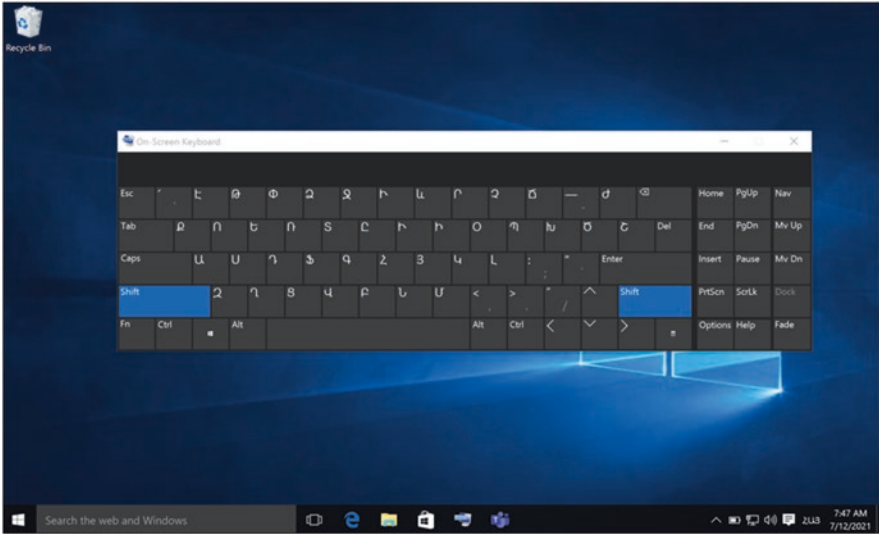 Recycle Bin
On-Screen Keyboard
Esc Է Թ Փ Ձ Ջ Ւ և Ր Չ Ճ — Ժ Home PgUp Nav
Tab Ք Ո Ե Ռ Տ Ը Ւ Ի Օ Պ Խ Ծ Շ Del End PgDn Mv Up
Caps Ա Ս Դ Ֆ Գ Հ Յ Կ Լ : ; " Enter Insert Pause Mv Dn
Shift Զ Ղ Ց Վ Բ Ն Մ < , > . / Shift PrtScn ScrLk Dock
Fn Ctrl Alt Alt Ctrl Options Help Fade
Search the web and Windows ՀԱՅ 7:47 AM
7/12/2021